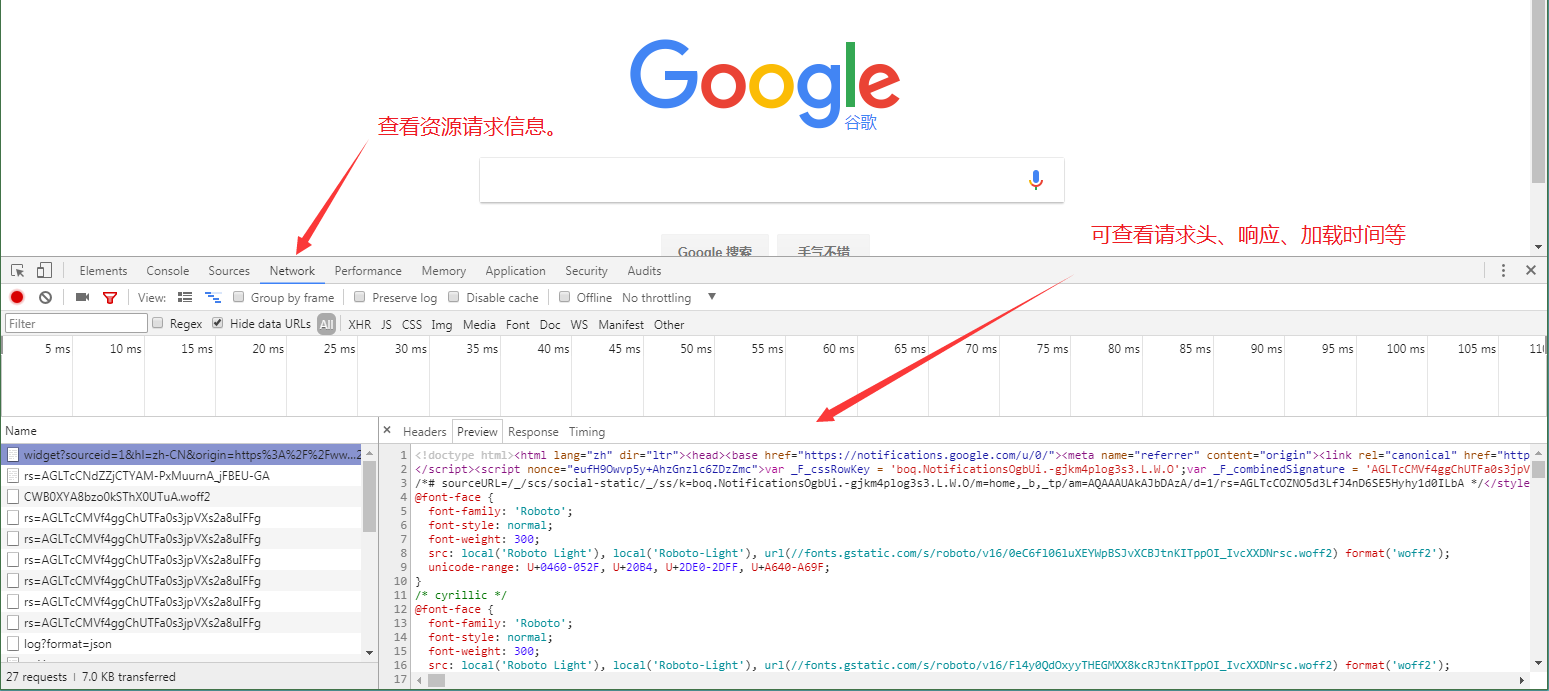 Google
谷歌
查看资源请求信息。
可查看请求头、响应、加载时间等
Google 搜索 手气不错
Elements Console Sources Network Performance Memory Application Security Audits
View: Group by frame Preserve log Disable cache Offline No throttling
Filter Regex Hide data URLs All XHR JS CSS Img Media Font Doc WS Manifest Other
5 ms 10 ms 15 ms 20 ms 25 ms 30 ms 35 ms 40 ms 45 ms 50 ms 55 ms 60 ms 65 ms 70 ms 75 ms 80 ms 85 ms 90 ms 95 ms 100 ms 105 ms 110
Name
Headers Preview Response Timing
widget?sourceid=1&hl=zh-CN&origin=https%3A%2F%2Fww...2
rs=AGLTcCNdZZjCTYAM-PxMuurnA_jFBEU-GA
CWB0XYA8bzo0kSThX0UTuA.woff2
rs=AGLTcCMVf4ggChUTFa0s3jpVXs2a8uIFFg
rs=AGLTcCMVf4ggChUTFa0s3jpVXs2a8uIFFg
rs=AGLTcCMVf4ggChUTFa0s3jpVXs2a8uIFFg
rs=AGLTcCMVf4ggChUTFa0s3jpVXs2a8uIFFg
rs=AGLTcCMVf4ggChUTFa0s3jpVXs2a8uIFFg
rs=AGLTcCMVf4ggChUTFa0s3jpVXs2a8uIFFg
log?format=json
27 requests | 7.0 KB transferred
1 <!doctype html><html lang="zh" dir="ltr"><head><base href="https://notifications.google.com/u/0/"><meta name="referrer" content="origin"><link rel="canonical" href="http
2 </script><script nonce="eufH9Owvp5y+AhzGnzlc6ZDzZmc">var _F_cssRowKey = 'boq.NotificationsOgbUi.-gjkm4plog3s3.L.W.O';var _F_combinedSignature = 'AGLTcCMVf4ggChUTFa0s3jpV
3 /*# sourceURL=/_/scs/social-static/_/ss/k=boq.NotificationsOgbUi.-gjkm4plog3s3.L.W.O/m=home,_b,_tp/am=AQAAAUAkAJbDAzA/d=1/rs=AGLTcCOZNO5d3LfJ4nD6SE5Hyhy1d0ILbA */</style
4 @font-face {
5 font-family: 'Roboto';
6 font-style: normal;
7 font-weight: 300;
8 src: local('Roboto Light'), local('Roboto-Light'), url(//fonts.gstatic.com/s/roboto/v16/0eC6fl06luXEYWpBSJvXCBJtnKITppOI_IvcXXDNrsc.woff2) format('woff2');
9 unicode-range: U+0460-052F, U+20B4, U+2DE0-2DFF, U+A640-A69F;
10 }
11 /* cyrillic */
12 @font-face {
13 font-family: 'Roboto';
14 font-style: normal;
15 font-weight: 300;
16 src: local('Roboto Light'), local('Roboto-Light'), url(//fonts.gstatic.com/s/roboto/v16/Fl4y0QdOxyyTHEGMXX8kcRJtnKITppOI_IvcXXDNrsc.woff2) format('woff2');
17